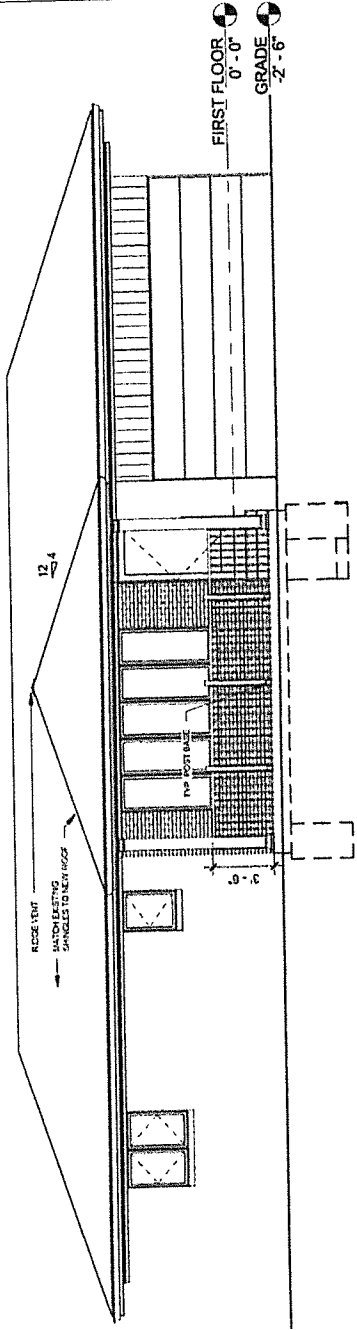 RIDGE VENT
MATCH EXISTING
SHINGLES TO NEW ROOF
12
4
TYP. POST BASE
3' - 6"
FIRST FLOOR
0' - 0"
GRADE
-2' - 6"